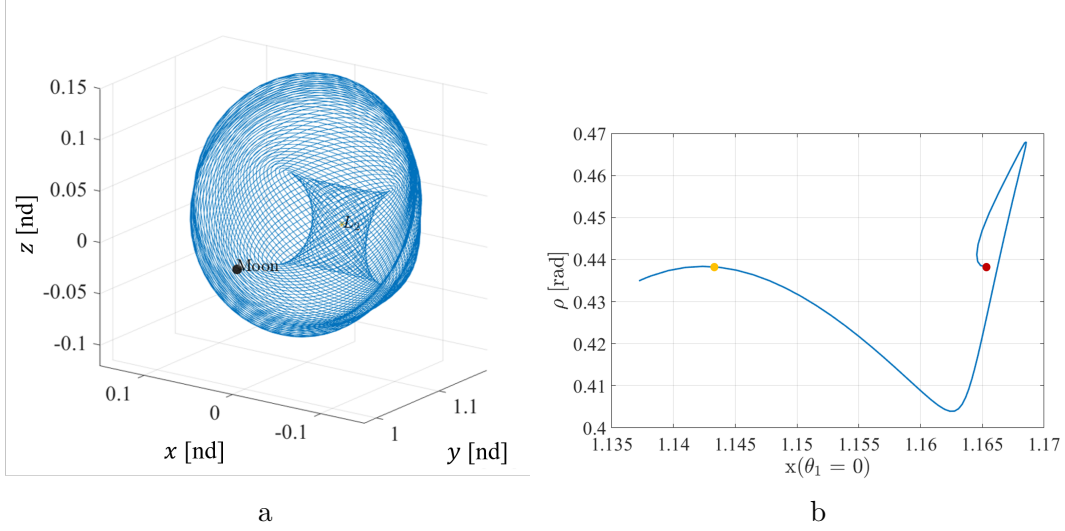 0.15
0.1
0.05
0
-0.05
-0.1
z [nd]
L₂
Moon
0.1
0
-0.1
x [nd]
1
1.1
y [nd]
a
0.47
0.46
0.45
0.44
0.43
0.42
0.41
0.4
ρ [rad]
1.135 1.14 1.145 1.15 1.155 1.16 1.165 1.17
x(θ₁ = 0)
b